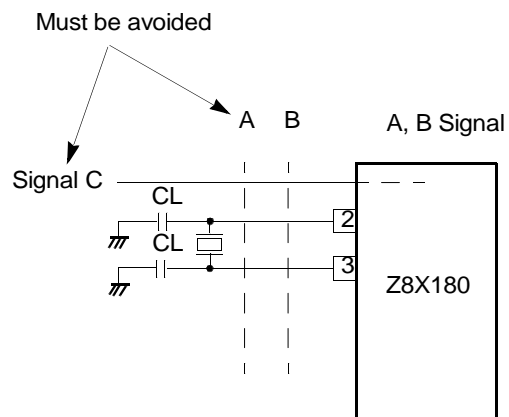 Must be avoided
A B A, B Signal
Signal C
CL
2
CL
3
Z8X180